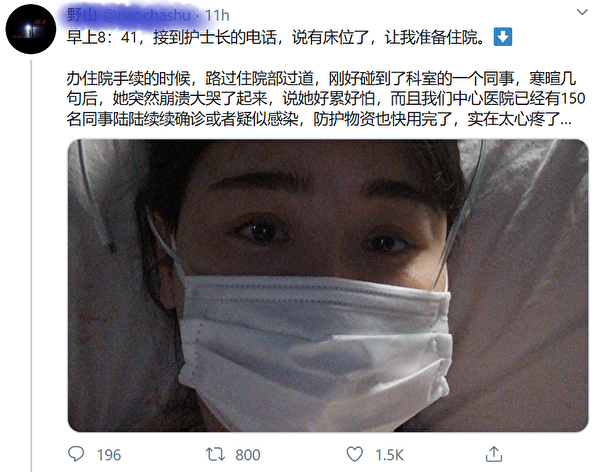 野山 @naochashu · 11h
早上8：41，接到护士长的电话，说有床位了，让我准备住院。⬇️
办住院手续的时候，路过住院部过道，刚好碰到了科室的一个同事，寒暄几
句后，她突然崩溃大哭了起来，说她好累好怕，而且我们中心医院已经有150
名同事陆陆续续确诊或者疑似感染，防护物资也快用完了，实在太心疼了...
196 800 1.5K